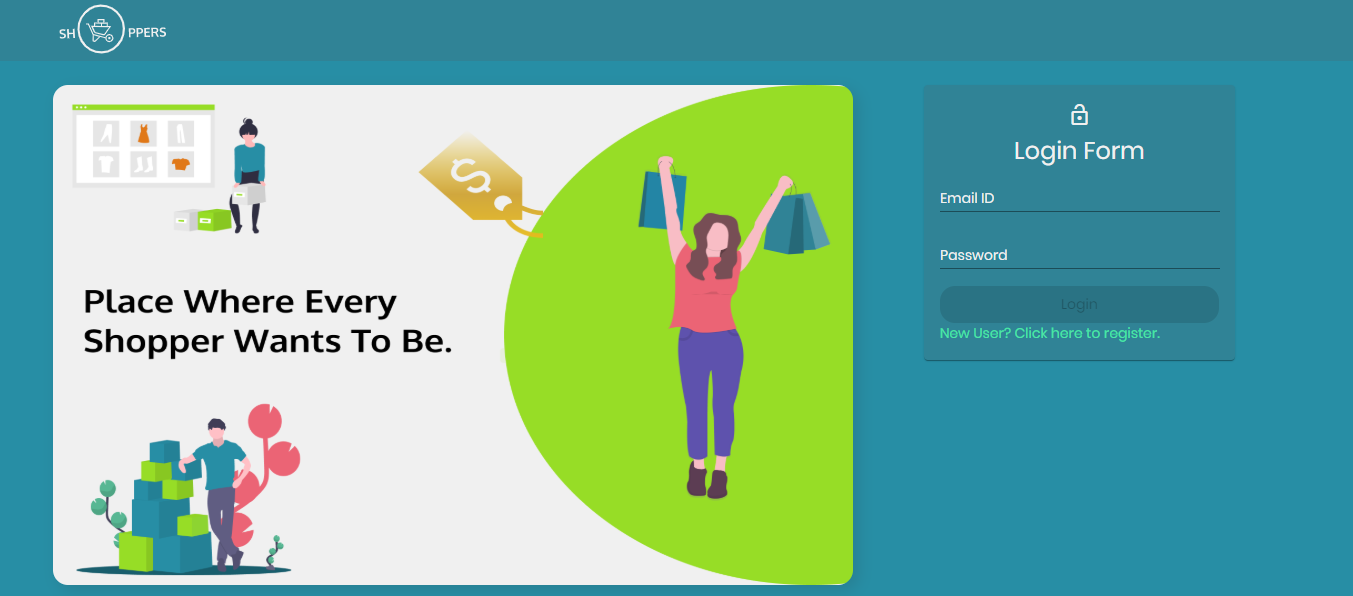 SH PPERS
Place Where Every
Shopper Wants To Be.
Login Form
Email ID
Password
Login
New User? Click here to register.